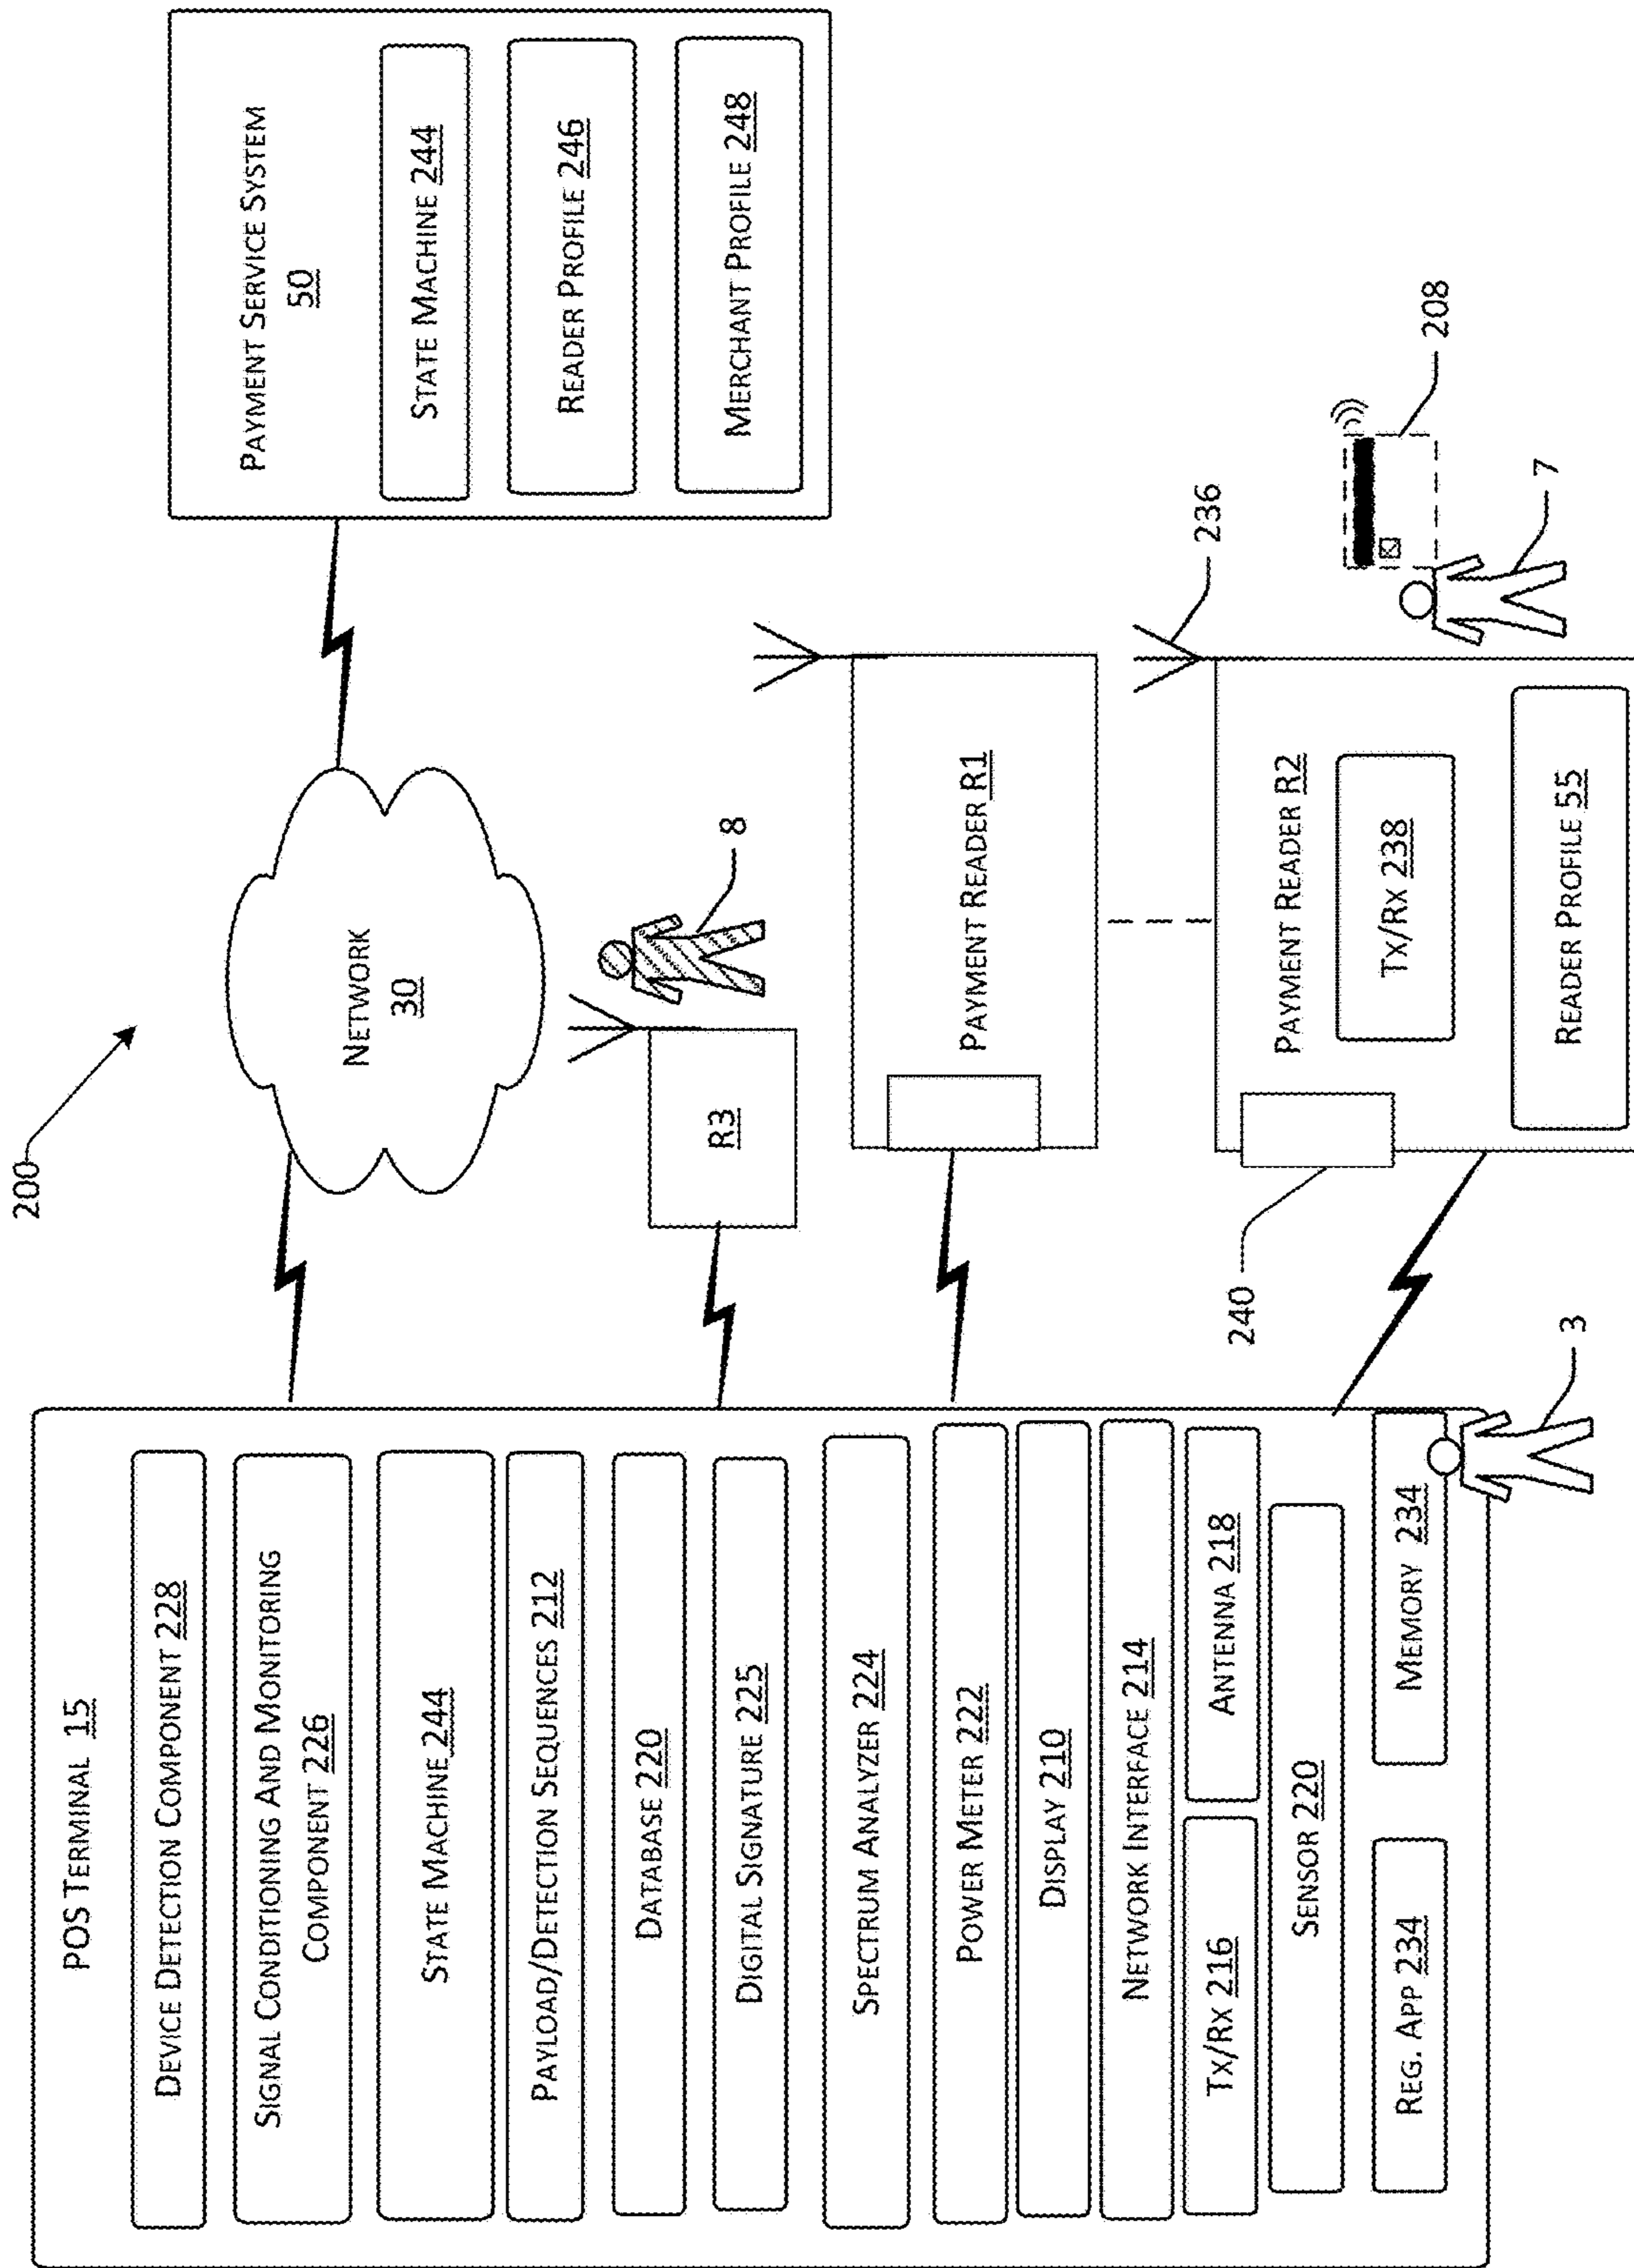 200
POS TERMINAL 15
DEVICE DETECTION COMPONENT 228
SIGNAL CONDITIONING AND MONITORING
COMPONENT 226
STATE MACHINE 244
PAYLOAD/DETECTION SEQUENCES 212
DATABASE 220
DIGITAL SIGNATURE 225
SPECTRUM ANALYZER 224
POWER METER 222
DISPLAY 210
NETWORK INTERFACE 214
TX/RX 216
ANTENNA 218
SENSOR 220
REG. APP 234
MEMORY 234
3
NETWORK
30
R3
8
PAYMENT READER R1
PAYMENT READER R2
TX/RX 238
READER PROFILE 55
240
236
PAYMENT SERVICE SYSTEM
50
STATE MACHINE 244
READER PROFILE 246
MERCHANT PROFILE 248
208
7